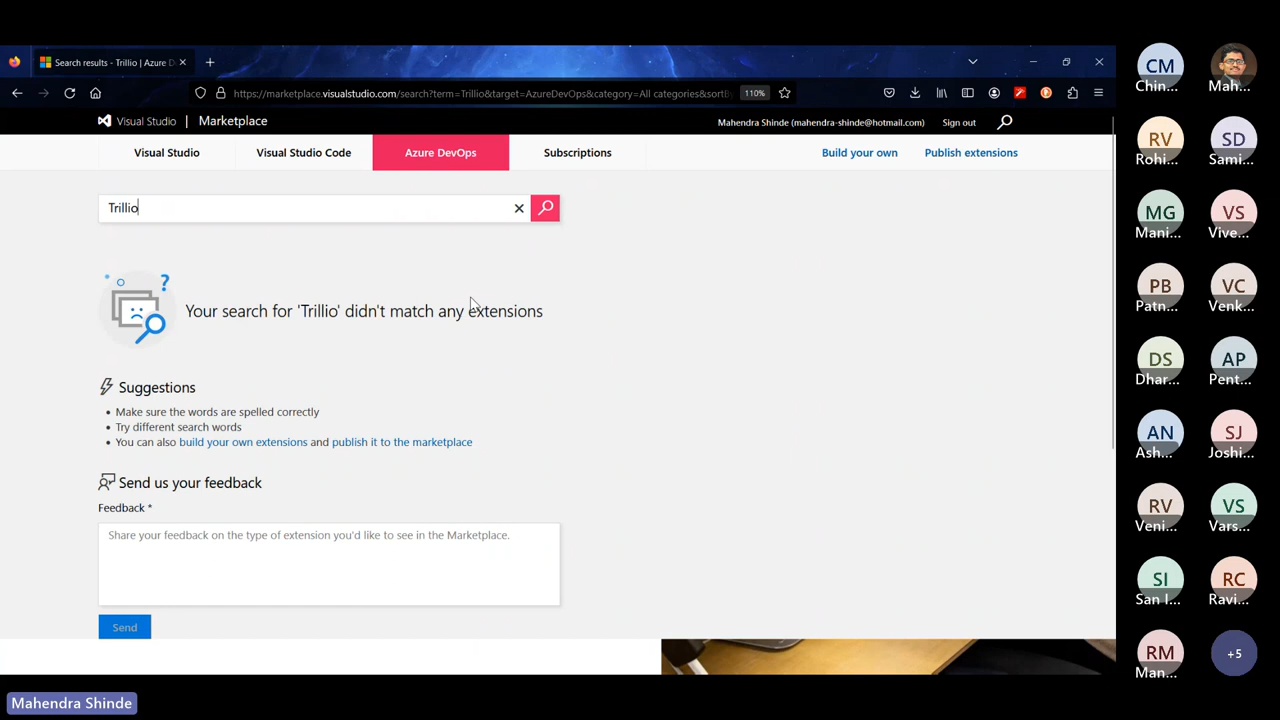 Search results - Trillio | Azure D
https://marketplace.visualstudio.com/search?term=Trillio&target=AzureDevOps&category=All categories&sortB
110%
Visual Studio | Marketplace
Mahendra Shinde (mahendra-shinde@hotmail.com) Sign out
Visual Studio Visual Studio Code Azure DevOps Subscriptions Build your own Publish extensions
Trillio
Your search for 'Trillio' didn't match any extensions
Suggestions
Make sure the words are spelled correctly
Try different search words
You can also build your own extensions and publish it to the marketplace
Send us your feedback
Feedback *
Share your feedback on the type of extension you'd like to see in the Marketplace.
Send
Mahendra Shinde
CM
Chin...
Mah...
RV
Rohi...
SD
Sami...
MG
Mani...
VS
Vive...
PB
Patn...
VC
Venk...
DS
Dhar...
AP
Pent...
AN
Ash...
SJ
Joshi...
RV
Veni...
VS
Vars...
SI
San I...
RC
Ravi...
RM
Man...
+5